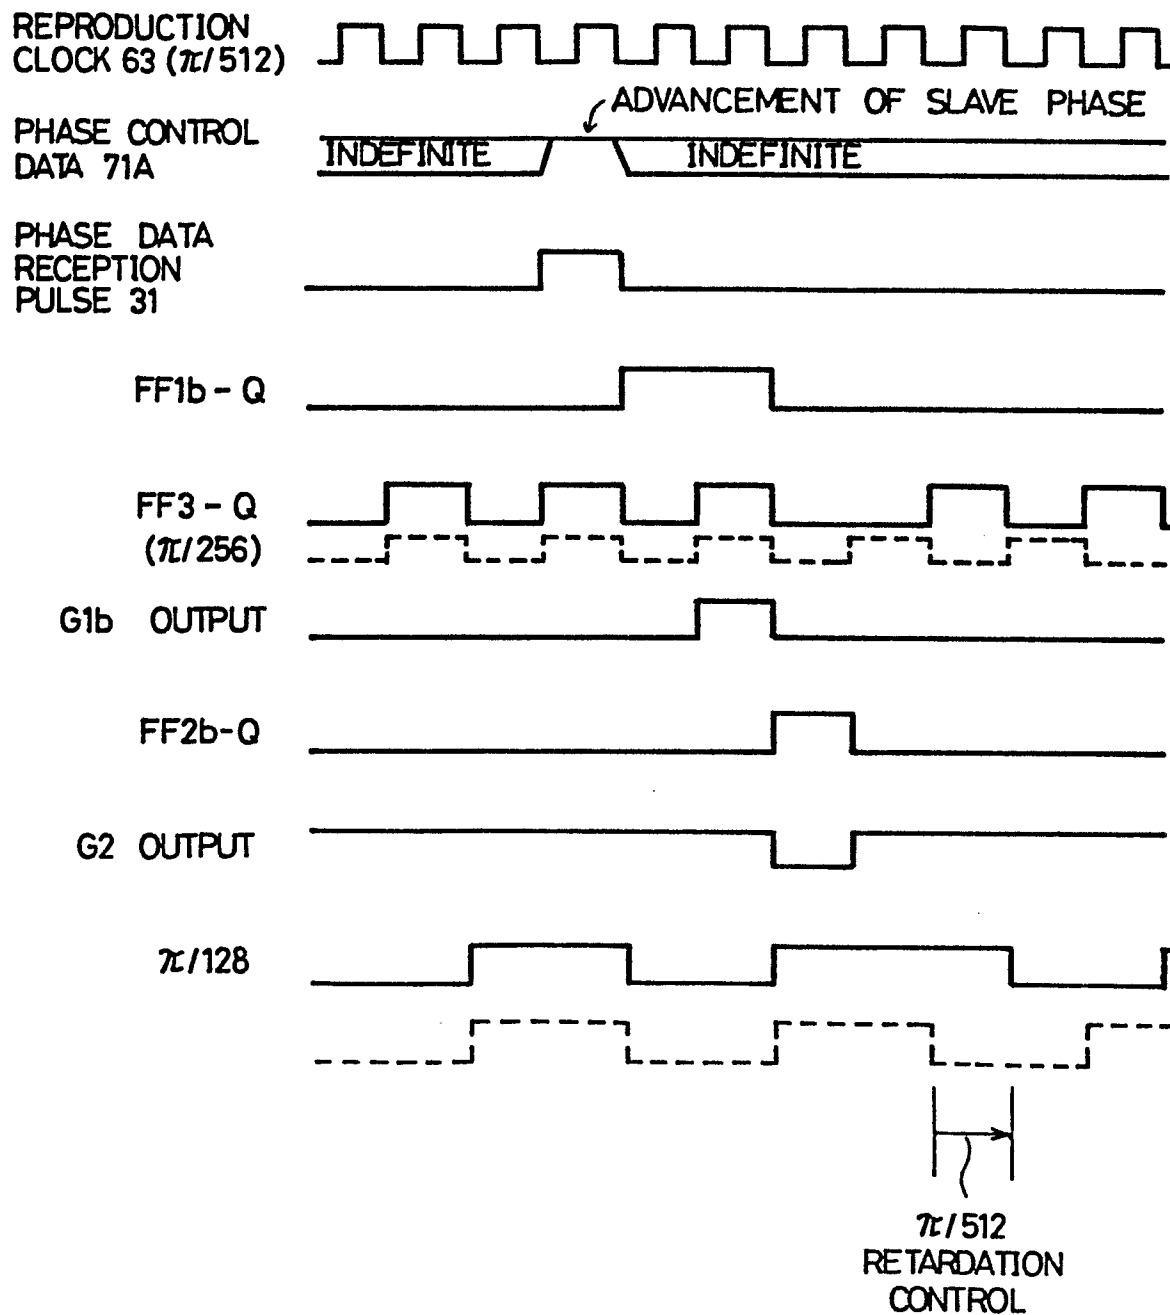 REPRODUCTION
CLOCK 63 (π/512)
ADVANCEMENT OF SLAVE PHASE
PHASE CONTROL
DATA 71A
INDEFINITE
INDEFINITE
PHASE DATA
RECEPTION
PULSE 31
FF1b-Q
FF3-Q
(π/256)
G1b OUTPUT
FF2b-Q
G2 OUTPUT
π/128
π/512
RETARDATION
CONTROL